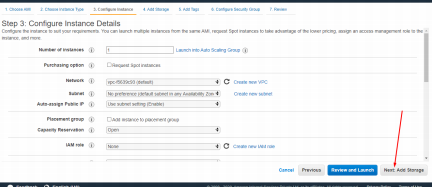 1. Choose AMI 2. Choose Instance Type 3. Configure Instance 4. Add Storage 5. Add Tags 6. Configure Security Group 7. Review
Step 3: Configure Instance Details
Configure the instance to suit your requirements. You can launch multiple instances from the same AMI, request Spot instances to take advantage of the lower pricing, assign an access management role to the
instance, and more.
Number of instances 1 Launch into Auto Scaling Group
Purchasing option Request Spot instances
Network (default) Create new VPC
Subnet No preference (default subnet in any Availability Zon Create new subnet
Auto-assign Public IP Use subnet setting (Enable)
Placement group Add instance to placement group
Capacity Reservation Open
IAM role None Create new IAM role
Cancel Previous Review and Launch Next: Add Storage